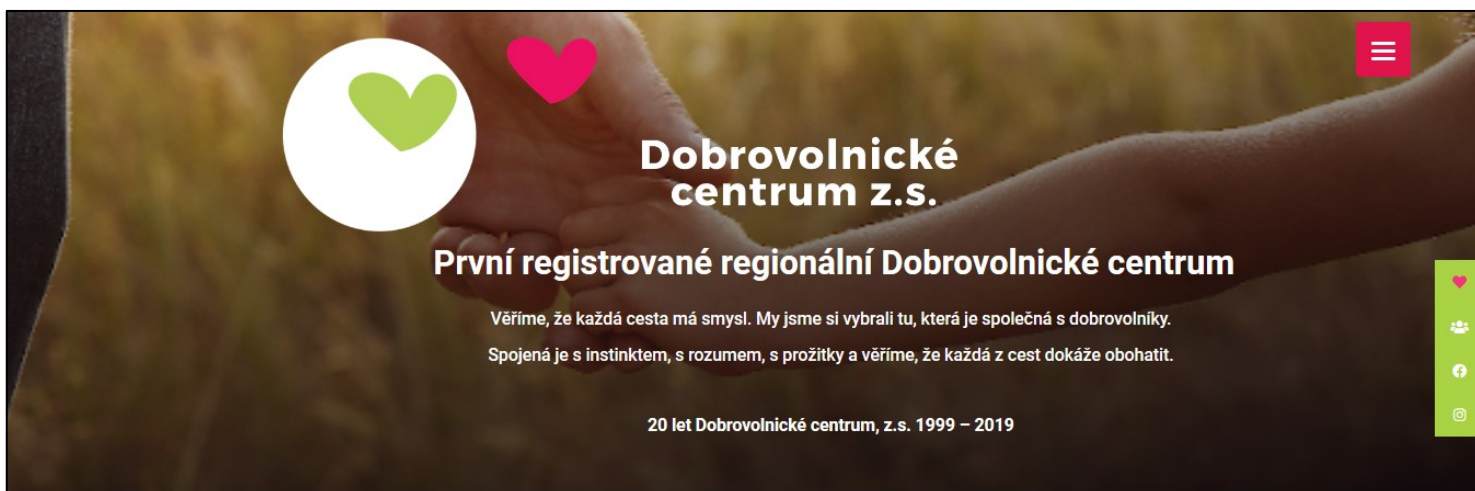 Dobrovolnické
centrum z.s.
První registrované regionální Dobrovolnické centrum
Věříme, že každá cesta má smysl. My jsme si vybrali tu, která je společná s dobrovolníky.
Spojená je s instinktem, s rozumem, s prožitky a věříme, že každá z cest dokáže obohatit.
20 let Dobrovolnické centrum, z.s. 1999 – 2019